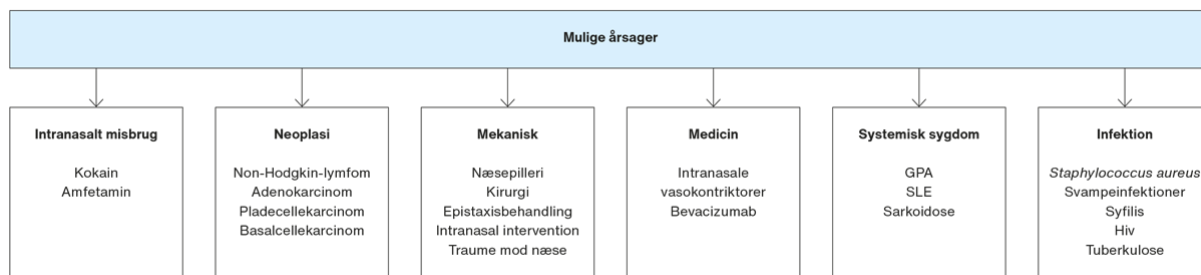 Mulige årsager
Intranasalt misbrug
Kokain
Amfetamin
Neoplasi
Non-Hodgkin-lymfom
Adenokarcinom
Pladecellekarcinom
Basalcellekarcinom
Mekanisk
Næsepilleri
Kirurgi
Epistaxisbehandling
Intranasal intervention
Traume mod næse
Medicin
Intranasale
vasokontriktorer
Bevacizumab
Systemisk sygdom
GPA
SLE
Sarkoidose
Infektion
Staphylococcus aureus
Svampeinfektioner
Syfilis
Hiv
Tuberkulose